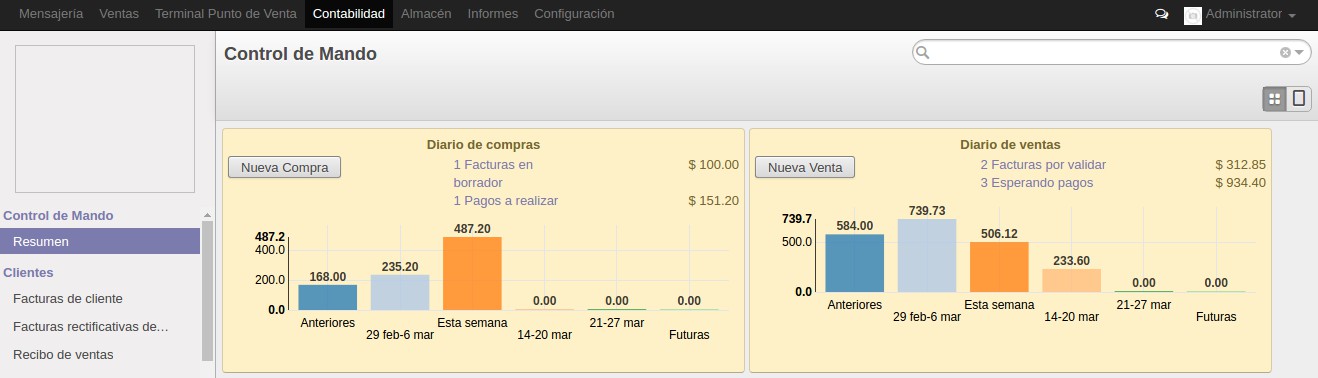 Mensajería Ventas Terminal Punto de Venta Contabilidad Almacén Informes Configuración Administrator
Control de Mando
Control de Mando
Resumen
Clientes
Facturas de cliente
Facturas rectificativas de...
Recibo de ventas
Diario de compras
Nueva Compra
1 Facturas en borrador $ 100.00
1 Pagos a realizar $ 151.20
487.2
400.0
200.0
0.0
168.00 235.20 487.20 0.00 0.00 0.00
Anteriores 29 feb-6 mar Esta semana 14-20 mar 21-27 mar Futuras
Diario de ventas
Nueva Venta
2 Facturas por validar $ 312.85
3 Esperando pagos $ 934.40
739.7
500.0
0.0
584.00 739.73 506.12 233.60 0.00 0.00
Anteriores 29 feb-6 mar Esta semana 14-20 mar 21-27 mar Futuras